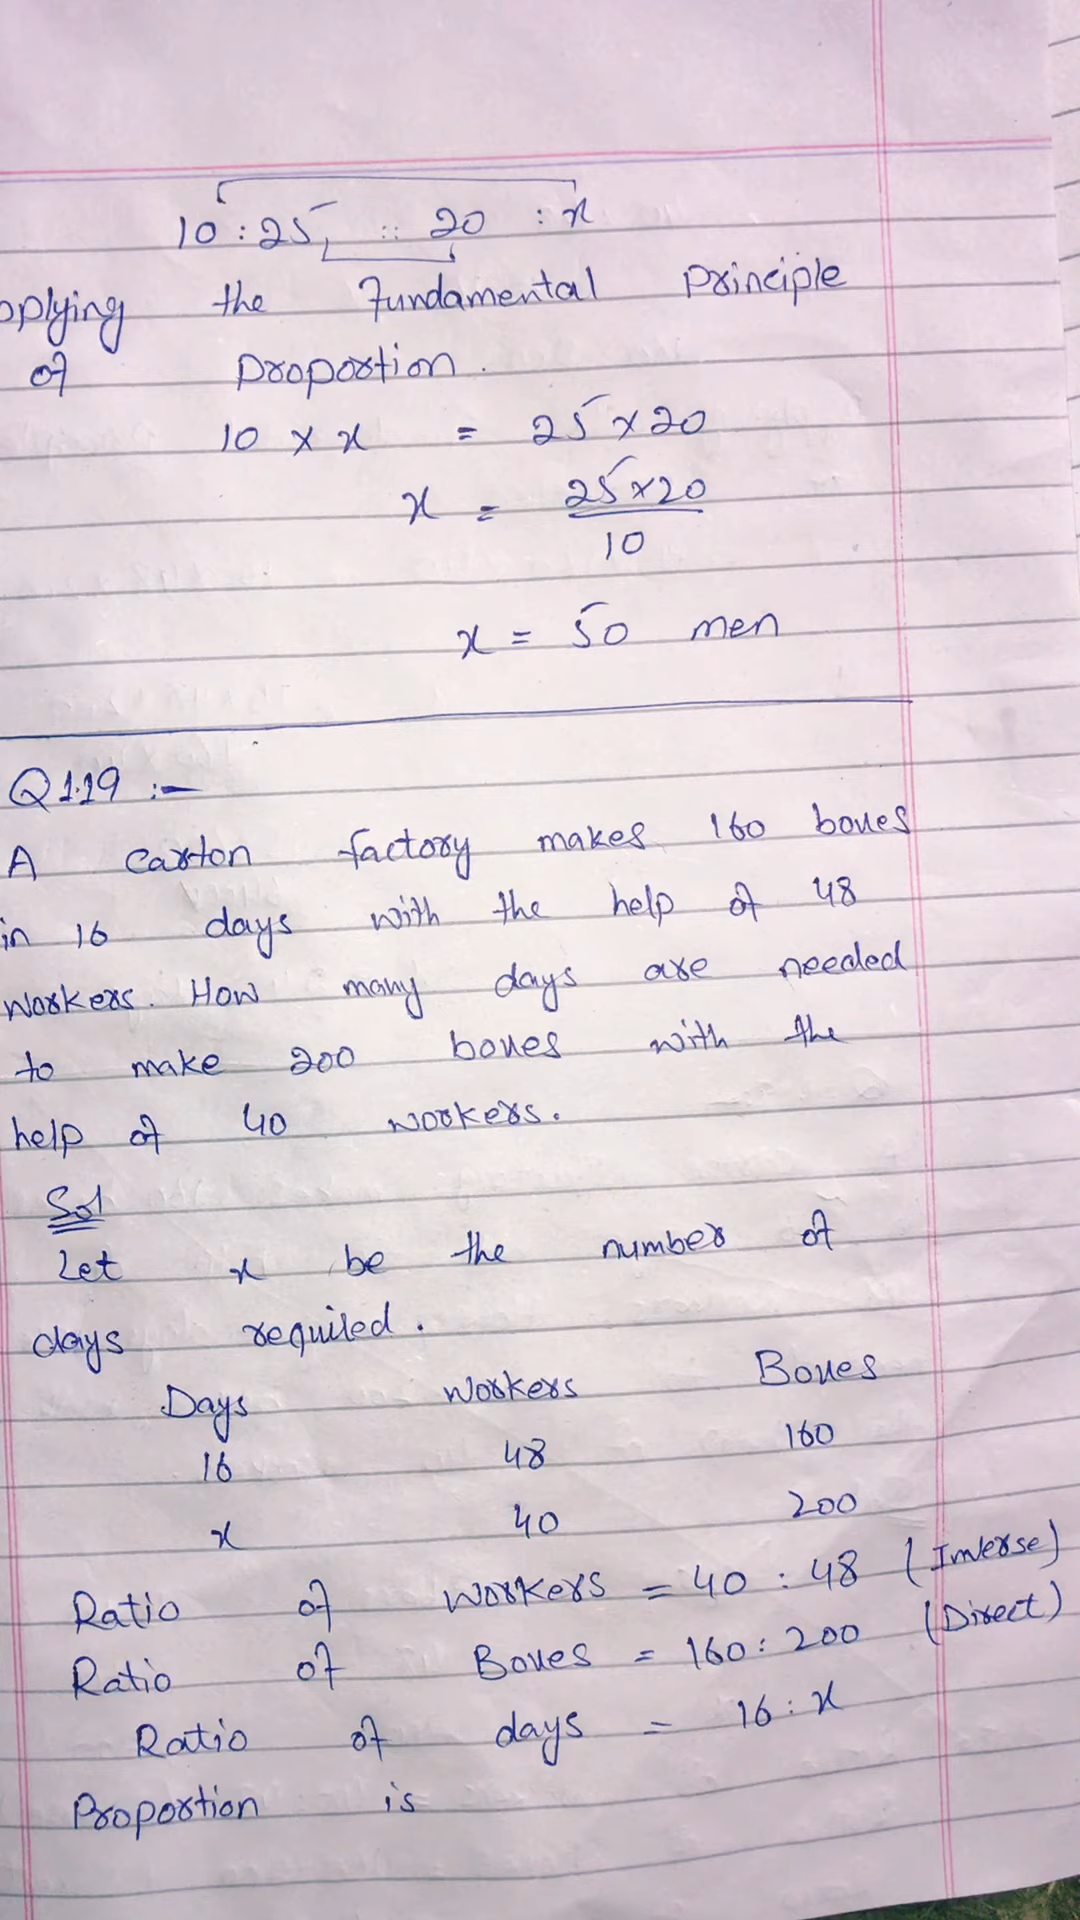 10 : 25 :: 20 : x
pplying the Fundamental Principle
of Proportion.
10 × x = 25 × 20
x = 25×20
10
x = 50 men
Q1.19 :-
A carton factory makes 160 boxes
in 16 days with the help of 48
workers. How many days are needed
to make 200 boxes with the
help of 40 workers.
Sol
Let x be the number of
days required.
Days Workers Boxes
16 48 160
x 40 200
Ratio of Workers = 40 : 48 (Inverse)
Ratio of Boxes = 160 : 200 (Direct)
Ratio of days = 16 : x
Proportion is